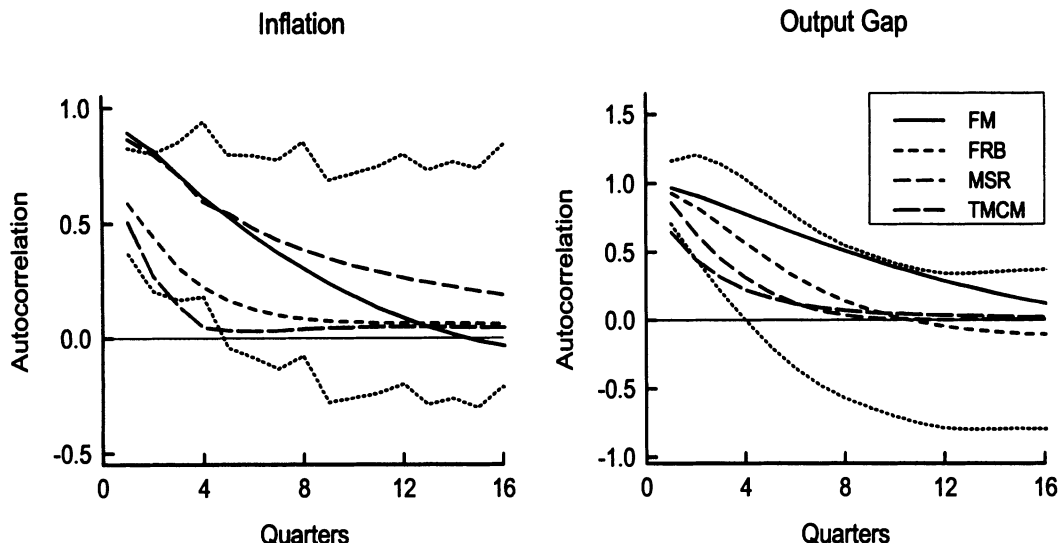 Inflation
Autocorrelation
1.0
0.5
0.0
-0.5
0 4 8 12 16
Quarters
Output Gap
FM
FRB
MSR
TMCM
Autocorrelation
1.5
1.0
0.5
0.0
-0.5
-1.0
0 4 8 12 16
Quarters